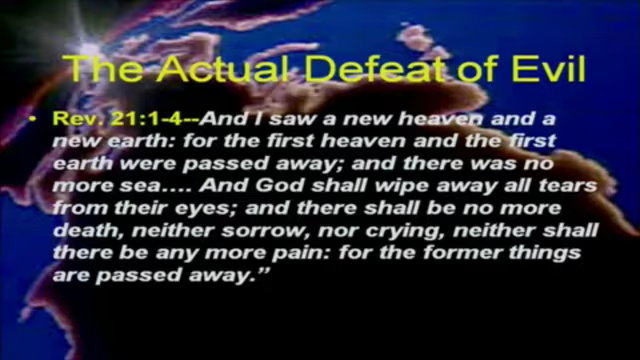 The Actual Defeat of Evil
• Rev. 21:1-4--And I saw a new heaven and a
new earth: for the first heaven and the first
earth were passed away; and there was no
more sea.... And God shall wipe away all tears
from their eyes; and there shall be no more
death, neither sorrow, nor crying, neither shall
there be any more pain: for the former things
are passed away.”